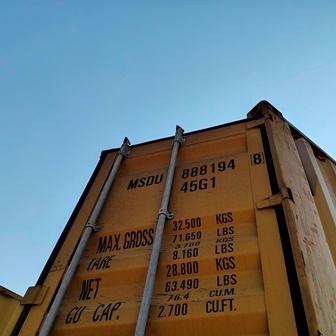 MSDU 888194 8
45G1
MAX. GROSS 32.500 KGS
71.650 LBS
TARE 3.700 KGS
8.160 LBS
NET 28.800 KGS
63.490 LBS
CU CAP. 76.4 CU.M.
2.700 CU.FT.